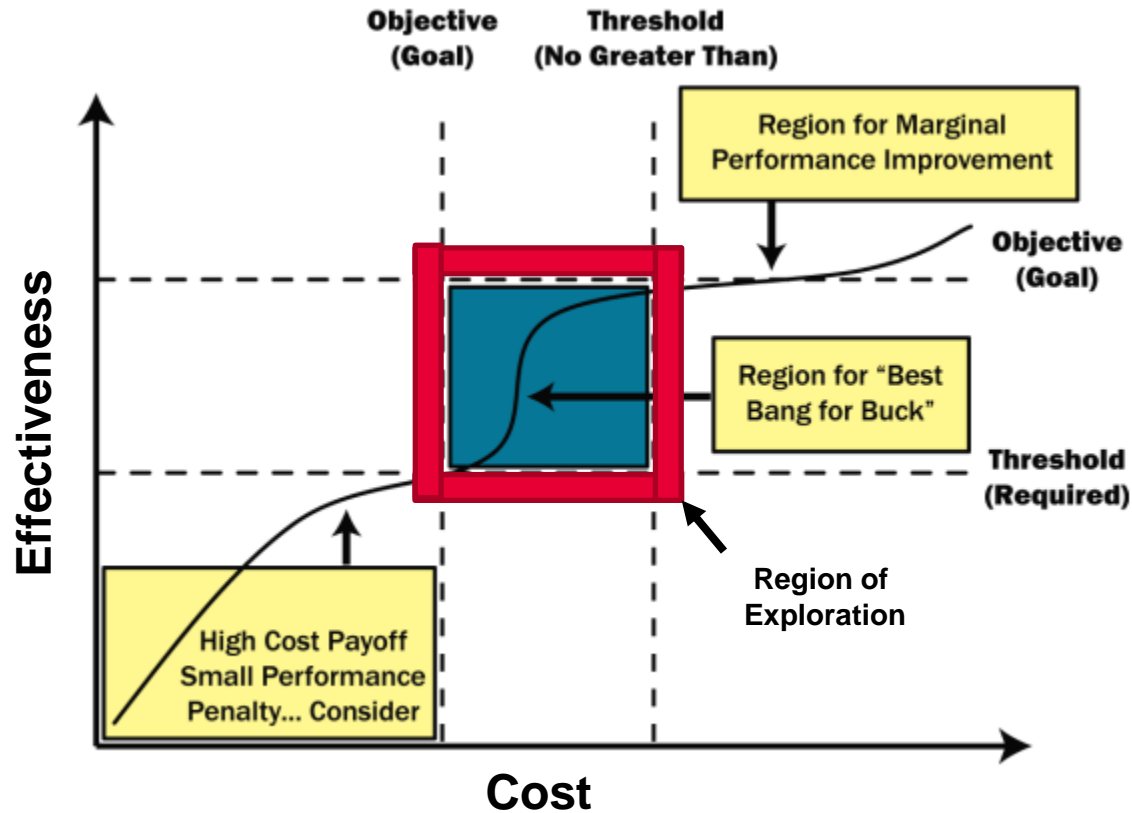 Objective
(Goal)
Threshold
(No Greater Than)
Region for Marginal
Performance Improvement
Objective
(Goal)
Effectiveness
Region for "Best
Bang for Buck"
Threshold
(Required)
Region of
Exploration
High Cost Payoff
Small Performance
Penalty... Consider
Cost